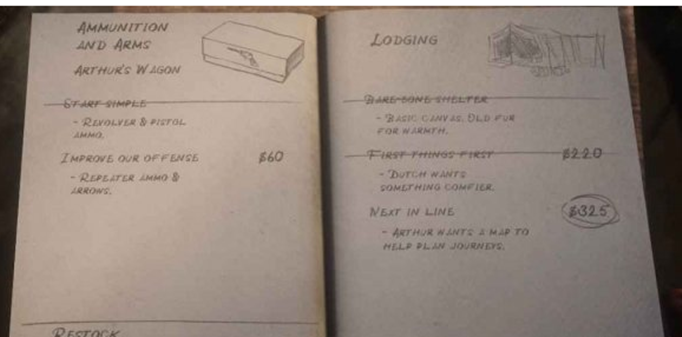 AMMUNITION
AND ARMS
ARTHUR'S WAGON
START SIMPLE
- REVOLVER & PISTOL
AMMO.
IMPROVE OUR OFFENSE $60
- REPEATER AMMO &
ARROWS.
RESTOCK
LODGING
BARE BONE SHELTER
- BASIC CANVAS. OLD FUR
FOR WARMTH.
FIRST THINGS FIRST $220
- DUTCH WANTS
SOMETHING COMFIER.
NEXT IN LINE $325
- ARTHUR WANTS A MAP TO
HELP PLAN JOURNEYS.